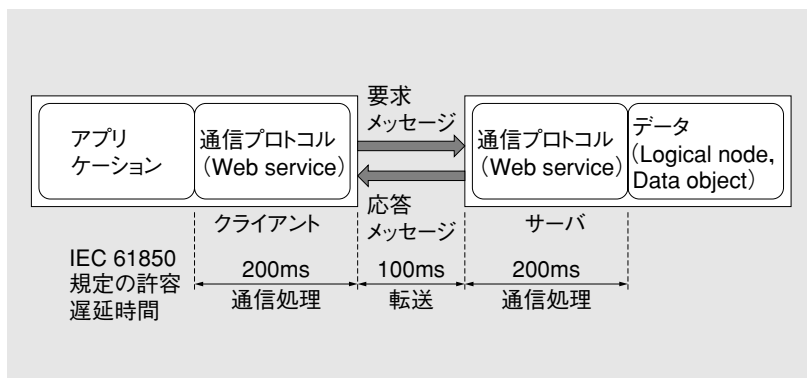 要求
メッセージ
アプリ
ケーション
通信プロトコル
（Web service）
通信プロトコル
（Web service）
データ
（Logical node，
Data object）
応答
メッセージ
クライアント
サーバ
IEC 61850
規定の許容
遅延時間
200ms
通信処理
100ms
転送
200ms
通信処理